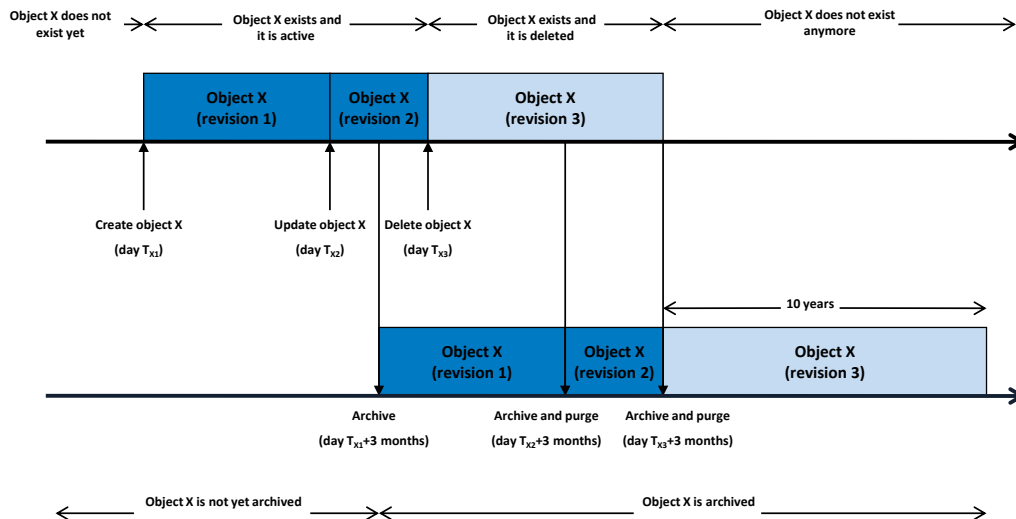 Object X does not
exist yet
Object X exists and
it is active
Object X exists and
it is deleted
Object X does not exist
anymore
Object X
(revision 1)
Object X
(revision 2)
Object X
(revision 3)
Create object X
(day TX1)
Update object X
(day TX2)
Delete object X
(day TX3)
10 years
Object X
(revision 1)
Object X
(revision 2)
Object X
(revision 3)
Archive
(day TX1+3 months)
Archive and purge
(day TX2+3 months)
Archive and purge
(day TX3+3 months)
Object X is not yet archived
Object X is archived